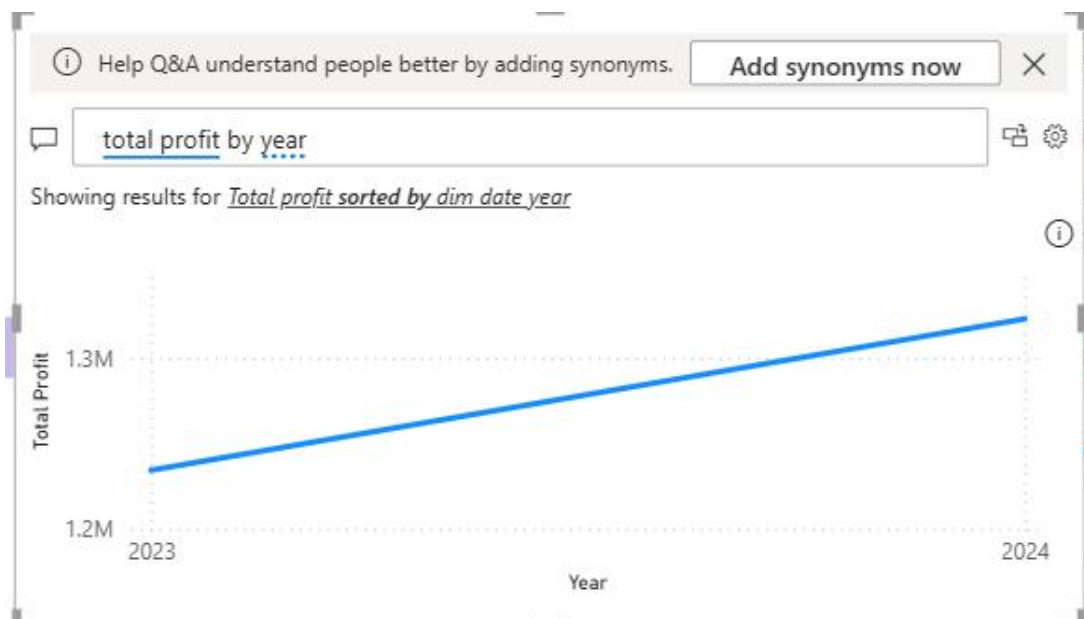 Help Q&A understand people better by adding synonyms. Add synonyms now
total profit by year
Showing results for Total profit sorted by dim date year
Total Profit
1.3M
1.2M
2023 2024
Year